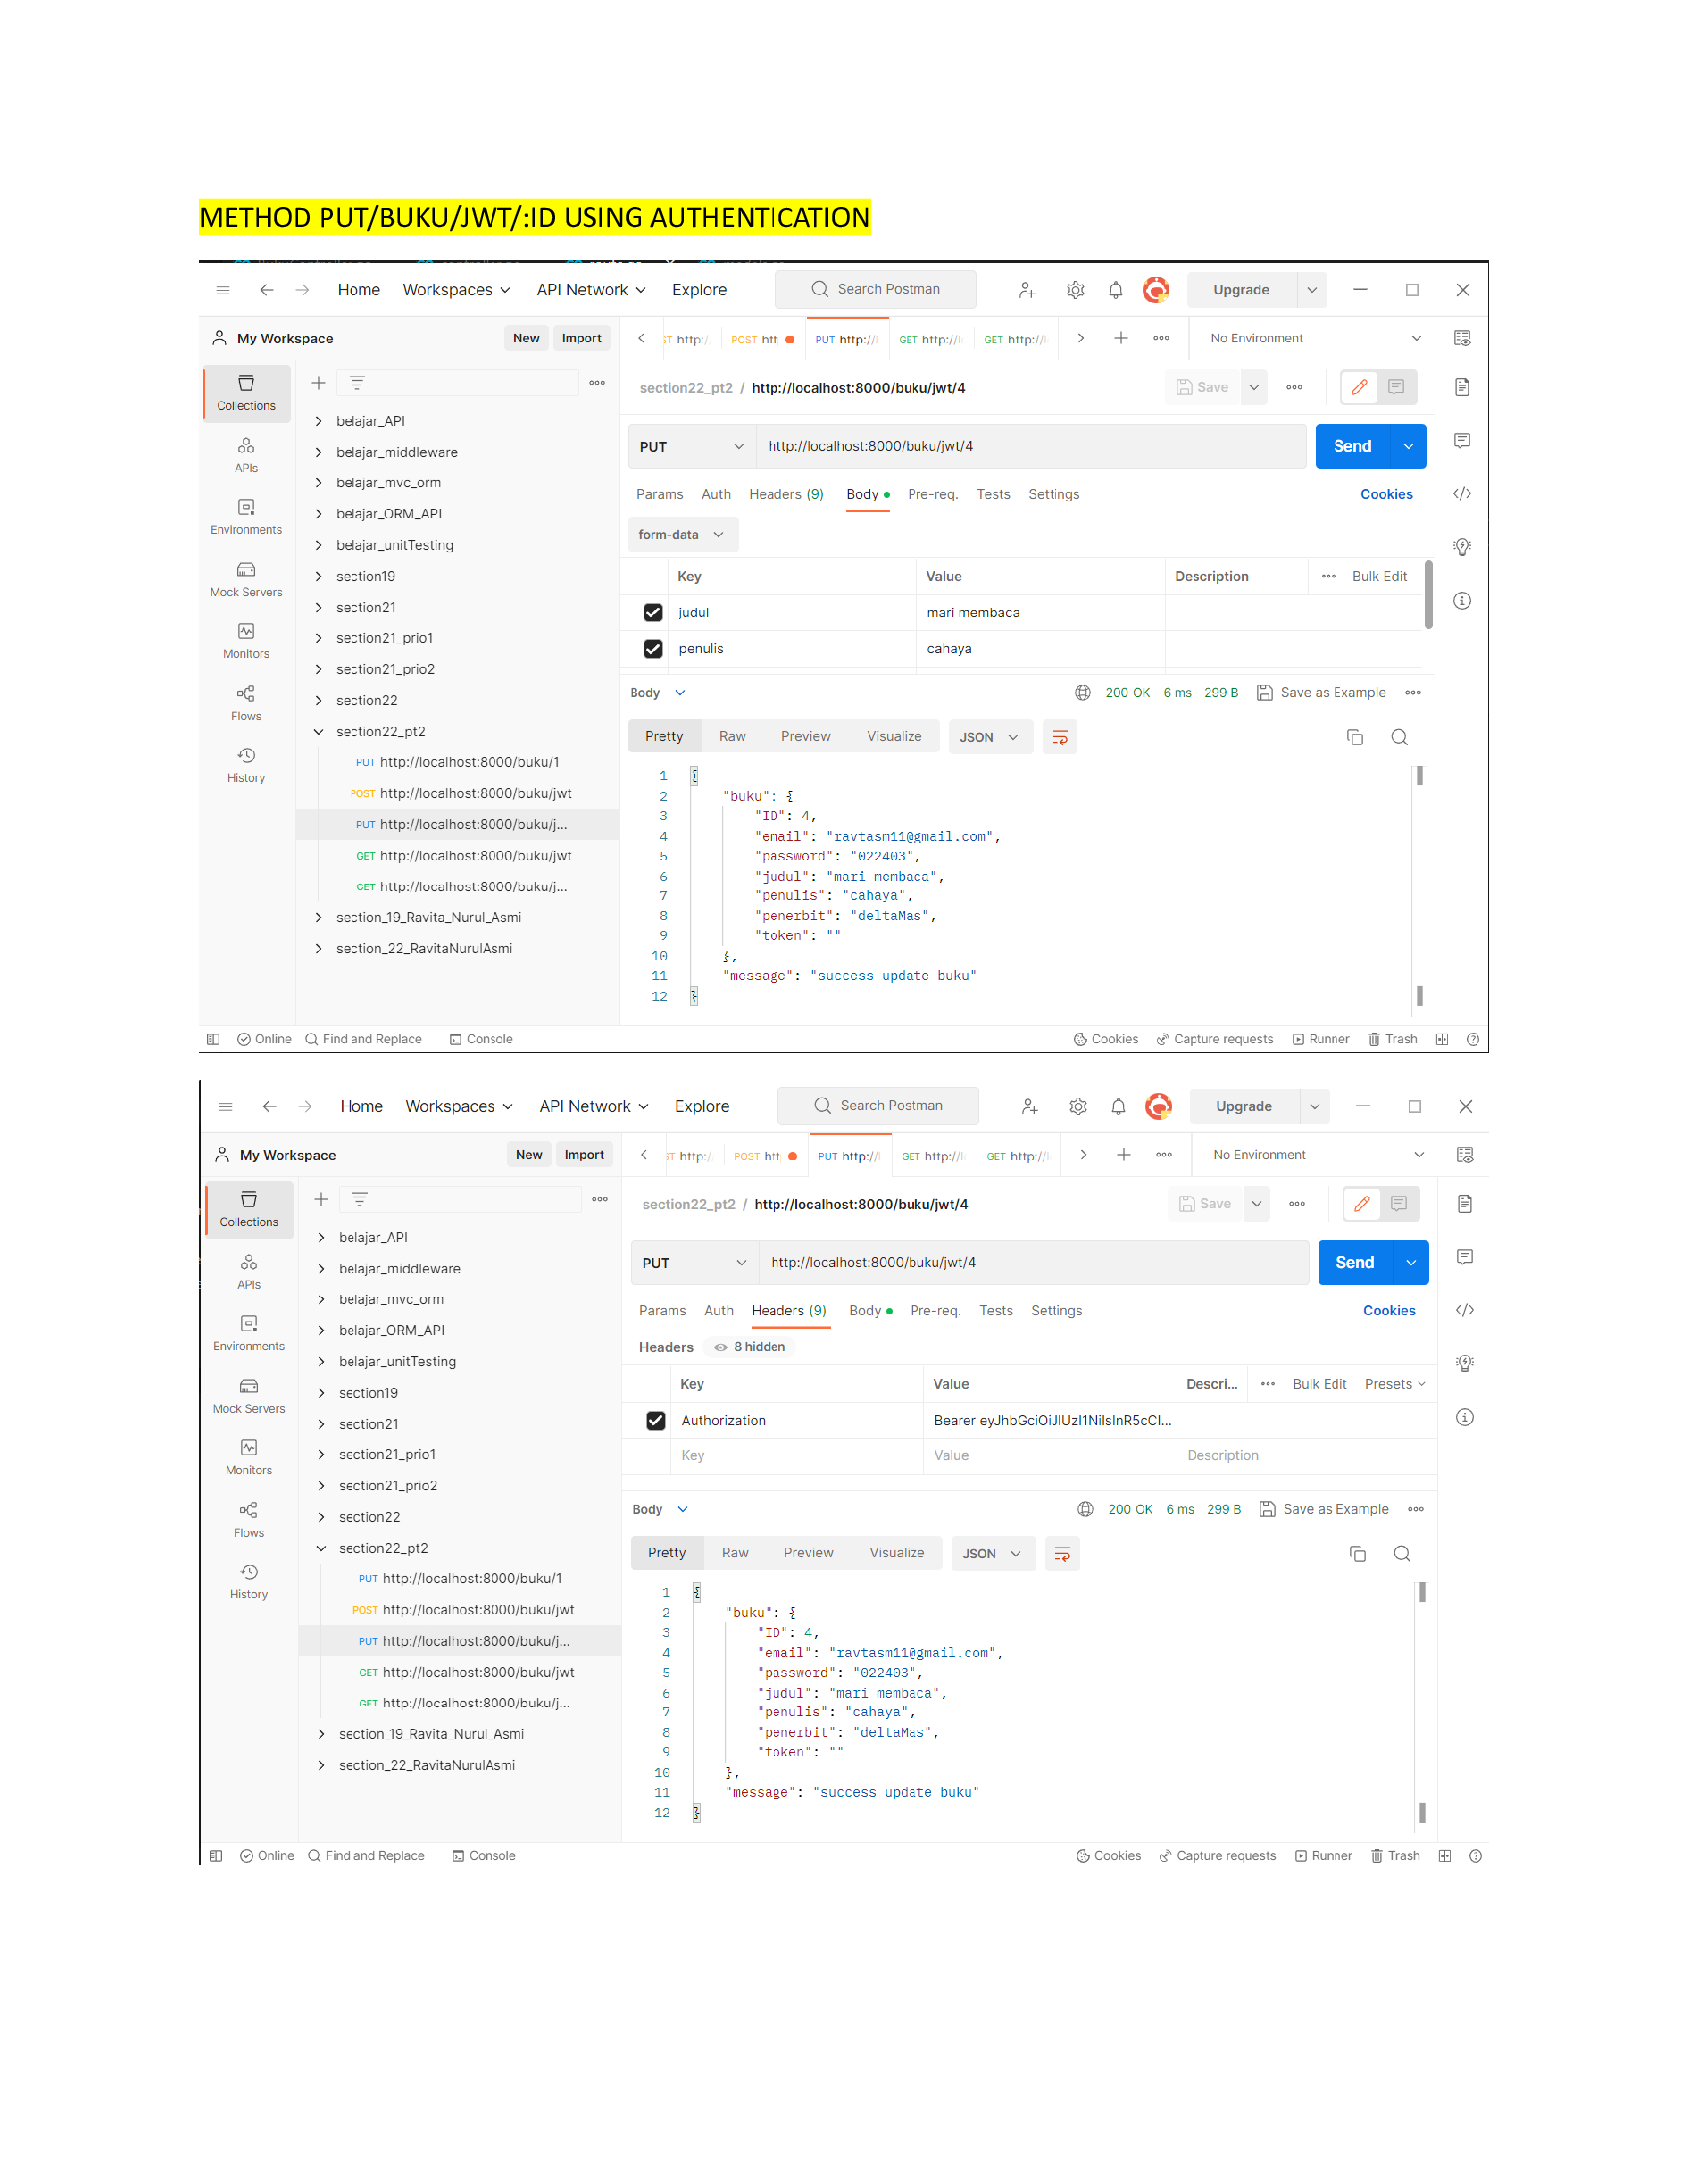 METHOD PUT/BUKU/JWT/:ID USING AUTHENTICATION
Home Workspaces API Network Explore Search Postman Upgrade
My Workspace New Import POST htt PUT http:// GET http:// GET http:// No Environment
section22_pt2 / http://localhost:8000/buku/jwt/4 Save
Collections
APIs
Environments
Mock Servers
Monitors
Flows
History
belajar_API
belajar_middleware
belajar_mvc_orm
belajar_ORM_API
belajar_unitTesting
section19
section21
section21_prio1
section21_prio2
section22
section22_pt2
PUT http://localhost:8000/buku/1
POST http://localhost:8000/buku/jwt
PUT http://localhost:8000/buku/j...
GET http://localhost:8000/buku/jwt
GET http://localhost:8000/buku/j...
section_19_Ravita_Nurul_Asmi
section_22_RavitaNurulAsmi
PUT http://localhost:8000/buku/jwt/4 Send
Params Auth Headers (9) Body Pre-req. Tests Settings Cookies
form-data
Key Value Description Bulk Edit
judul mari membaca
penulis cahaya
Body 200 OK 6 ms 299 B Save as Example
Pretty Raw Preview Visualize JSON
1 {
2 "buku": {
3 "ID": 4,
4 "email": "ravtasm11@gmail.com",
5 "password": "022403",
6 "judul": "mari membaca",
7 "penulis": "cahaya",
8 "penerbit": "deltaMas",
9 "token": ""
10 },
11 "message": "success update buku"
12 }
Online Find and Replace Console Cookies Capture requests Runner Trash
Home Workspaces API Network Explore Search Postman Upgrade
My Workspace New Import POST htt PUT http:// GET http:// GET http:// No Environment
section22_pt2 / http://localhost:8000/buku/jwt/4 Save
Collections
APIs
Environments
Mock Servers
Monitors
Flows
History
belajar_API
belajar_middleware
belajar_mvc_orm
belajar_ORM_API
belajar_unitTesting
section19
section21
section21_prio1
section21_prio2
section22
section22_pt2
PUT http://localhost:8000/buku/1
POST http://localhost:8000/buku/jwt
PUT http://localhost:8000/buku/j...
GET http://localhost:8000/buku/jwt
GET http://localhost:8000/buku/j...
section_19_Ravita_Nurul_Asmi
section_22_RavitaNurulAsmi
PUT http://localhost:8000/buku/jwt/4 Send
Params Auth Headers (9) Body Pre-req. Tests Settings Cookies
Headers 8 hidden
Key Value Descri... Bulk Edit Presets
Authorization Bearer eyJhbGciOiJIUzI1NiIsInR5cCI...
Key Value Description
Body 200 OK 6 ms 299 B Save as Example
Pretty Raw Preview Visualize JSON
1 {
2 "buku": {
3 "ID": 4,
4 "email": "ravtasm11@gmail.com",
5 "password": "022403",
6 "judul": "mari membaca",
7 "penulis": "cahaya",
8 "penerbit": "deltaMas",
9 "token": ""
10 },
11 "message": "success update buku"
12 }
Online Find and Replace Console Cookies Capture requests Runner Trash